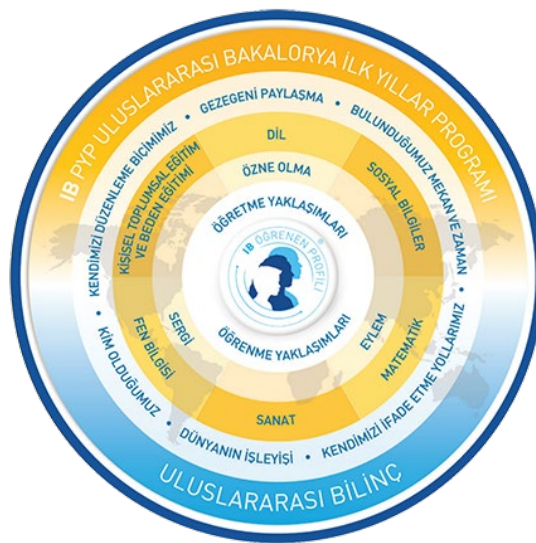 IB PYP ULUSLARARASI BAKALORYA İLK YILLAR PROGRAMI
KENDİMİZİ DÜZENLEME BİÇİMİMİZ • GEZEGENİ PAYLAŞMA • BULUNDUĞUMUZ MEKAN VE ZAMAN •
KİM OLDUĞUMUZ • DÜNYANIN İŞLEYİŞİ • KENDİMİZİ İFADE ETME YOLLARIMIZ •
DİL
SOSYAL BİLGİLER
MATEMATİK
SANAT
FEN BİLGİSİ
KİŞİSEL TOPLUMSAL EĞİTİM
VE BEDEN EĞİTİMİ
ÖZNE OLMA
EYLEM
SERGİ
ÖĞRETME YAKLAŞIMLARI
IB ÖĞRENEN PROFİLİ®
ÖĞRENME YAKLAŞIMLARI
ULUSLARARASI BİLİNÇ